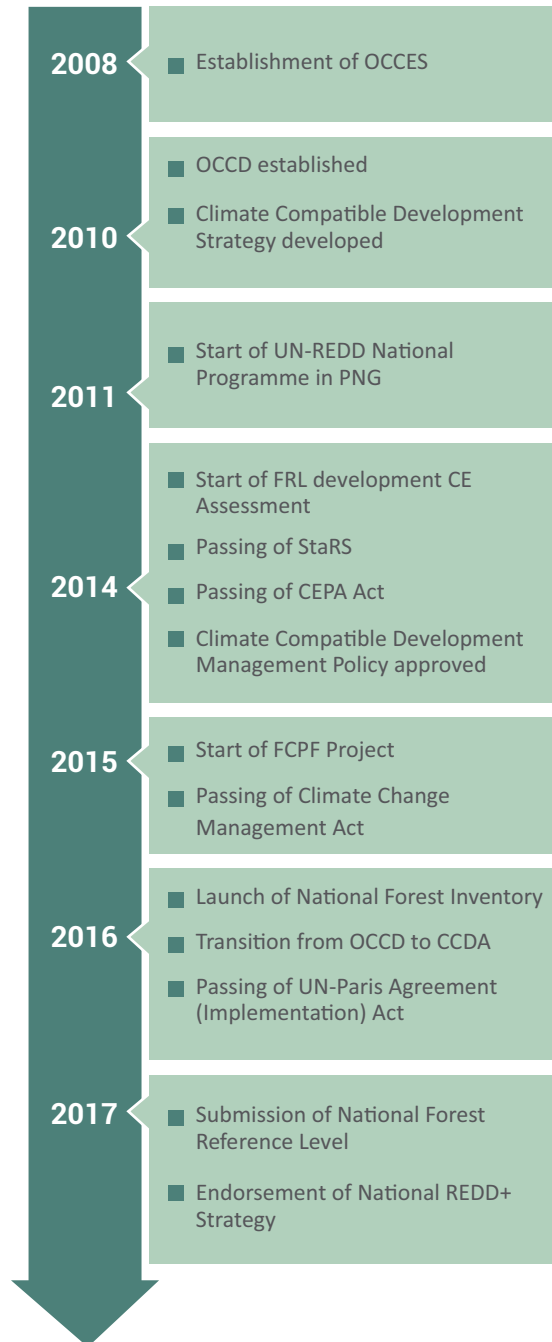 2008
Establishment of OCCES
OCCD established
2010
Climate Compatible Development
Strategy developed
2011
Start of UN-REDD National
Programme in PNG
2014
Start of FRL development CE
Assessment
Passing of StaRS
Passing of CEPA Act
Climate Compatible Development
Management Policy approved
2015
Start of FCPF Project
Passing of Climate Change
Management Act
2016
Launch of National Forest Inventory
Transition from OCCD to CCDA
Passing of UN-Paris Agreement
(Implementation) Act
2017
Submission of National Forest
Reference Level
Endorsement of National REDD+
Strategy